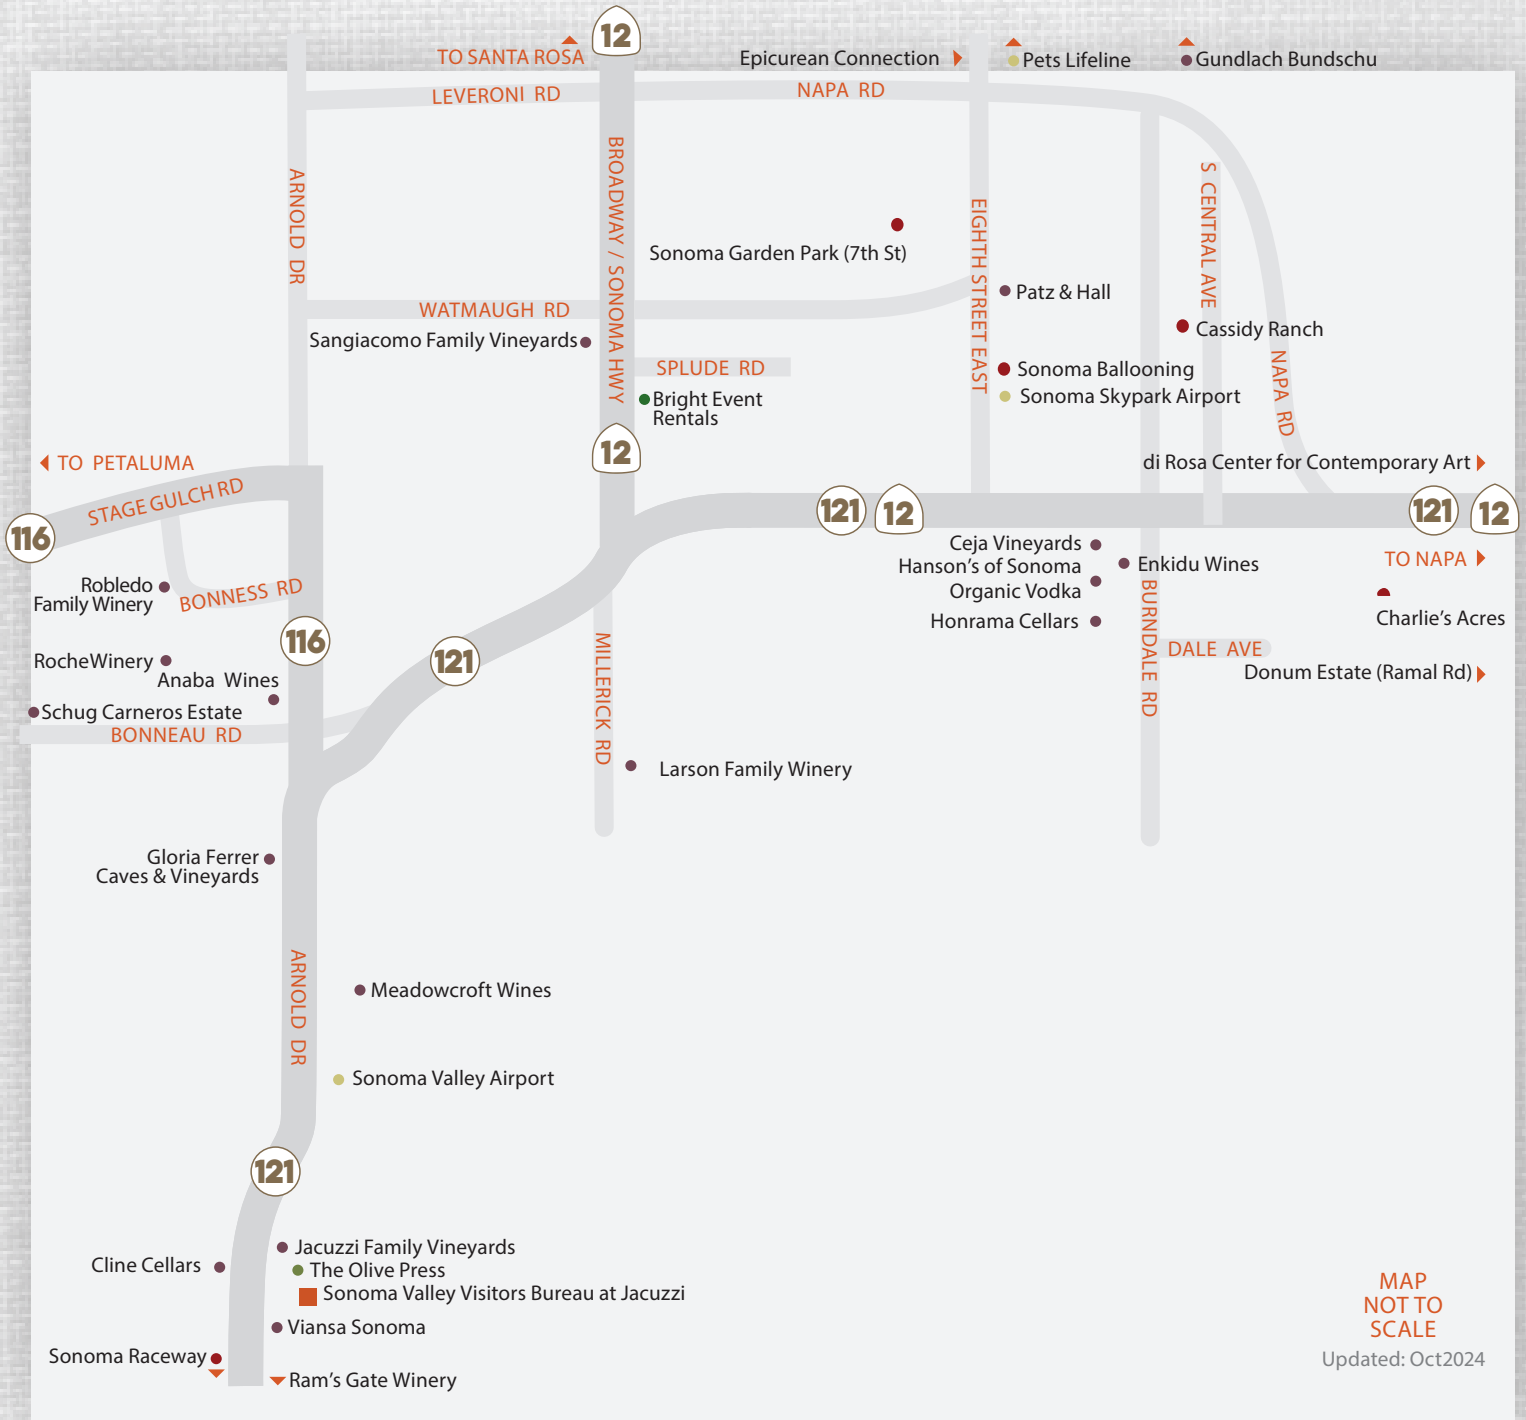 12
TO SANTA ROSA
Epicurean Connection
Pets Lifeline
Gundlach Bundschu
LEVERONI RD
NAPA RD
ARNOLD DR
BROADWAY / SONOMA HWY
EIGHTH STREET EAST
S CENTRAL AVE
Sonoma Garden Park (7th St)
Patz & Hall
WATMAUGH RD
Cassidy Ranch
Sangiacomo Family Vineyards
NAPA RD
SPLUDE RD
Sonoma Ballooning
Bright Event
Rentals
Sonoma Skypark Airport
12
TO PETALUMA
di Rosa Center for Contemporary Art
STAGE GULCH RD
121
12
121
12
116
Ceja Vineyards
Hanson's of Sonoma
Organic Vodka
Enkidu Wines
TO NAPA
Robledo
Family Winery
BONNESS RD
Honrama Cellars
BURNDALE RD
Charlie's Acres
116
121
MILLERICK RD
DALE AVE
RocheWinery
Anaba Wines
Donum Estate (Ramal Rd)
Schug Carneros Estate
BONNEAU RD
Larson Family Winery
Gloria Ferrer
Caves & Vineyards
ARNOLD DR
Meadowcroft Wines
Sonoma Valley Airport
121
Jacuzzi Family Vineyards
Cline Cellars
The Olive Press
Sonoma Valley Visitors Bureau at Jacuzzi
Viansa Sonoma
Sonoma Raceway
Ram's Gate Winery
MAP
NOT TO
SCALE
Updated: Oct2024